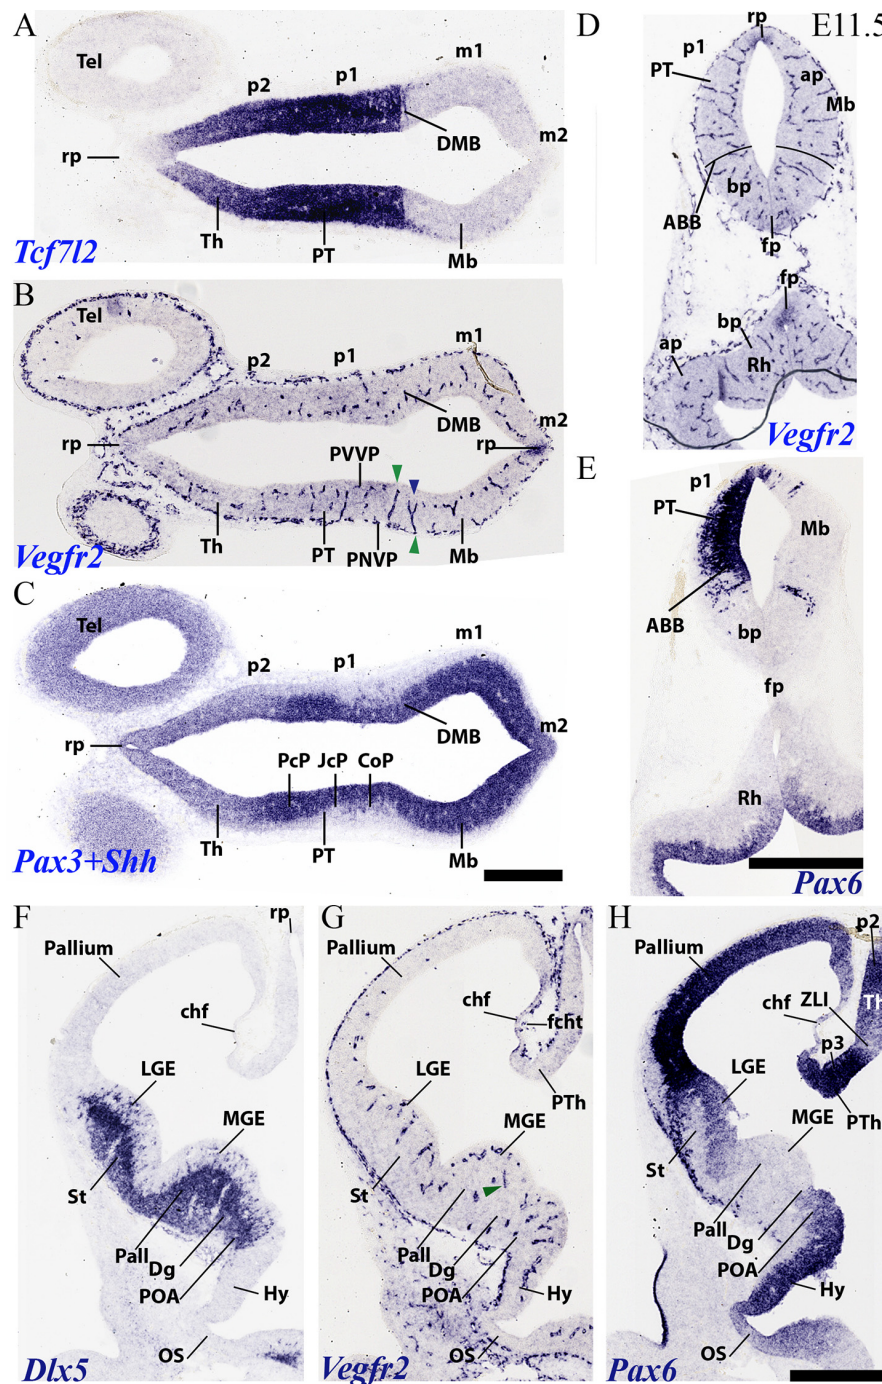 A
Tel
p2
p1
m1
rp
DMB
m2
Th
PT
Mb
Tcf7l2
B
Tel
p2
p1
m1
DMB
m2
rp
rp
PVVP
Th
PT
PNVP
Mb
Vegfr2
C
Tel
p2
p1
m1
rp
DMB
m2
PcP JcP CoP
Th
PT
Mb
Pax3+Shh
D
rp
E11.5
p1
PT
ap
Mb
bp
ABB
fp
fp
bp
ap
Rh
Vegfr2
E
p1
PT
Mb
ABB
bp
fp
Rh
Pax6
F
rp
Pallium
chf
LGE
MGE
St
Pall
Dg
POA
Hy
OS
Dlx5
G
Pallium
chf
fcht
LGE
PTh
MGE
St
Pall
Dg
POA
Hy
OS
Vegfr2
H
p2
Pallium
ZLI
Th
chf
p3
LGE
PTh
MGE
St
Pall
Dg
POA
Hy
OS
Pax6